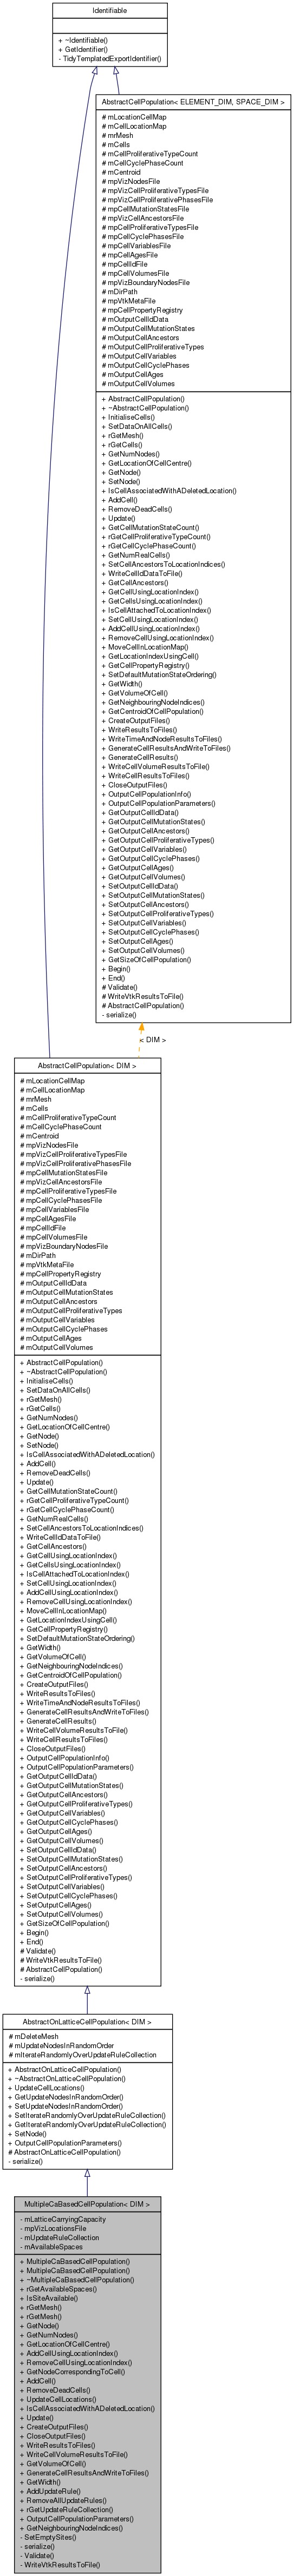 Identifiable
+ ~Identifiable()
+ GetIdentifier()
- TidyTemplatedExportIdentifier()
AbstractCellPopulation< ELEMENT_DIM, SPACE_DIM >
# mLocationCellMap
# mCellLocationMap
# mrMesh
# mCells
# mCellProliferativeTypeCount
# mCellCyclePhaseCount
# mCentroid
# mpVizNodesFile
# mpVizCellProliferativeTypesFile
# mpVizCellProliferativePhasesFile
# mpCellMutationStatesFile
# mpVizCellAncestorsFile
# mpCellProliferativeTypesFile
# mpCellCyclePhasesFile
# mpCellVariablesFile
# mpCellAgesFile
# mpCellIdFile
# mpCellVolumesFile
# mpVizBoundaryNodesFile
# mDirPath
# mpVtkMetaFile
# mpCellPropertyRegistry
# mOutputCellIdData
# mOutputCellMutationStates
# mOutputCellAncestors
# mOutputCellProliferativeTypes
# mOutputCellVariables
# mOutputCellCyclePhases
# mOutputCellAges
# mOutputCellVolumes
+ AbstractCellPopulation()
+ ~AbstractCellPopulation()
+ InitialiseCells()
+ SetDataOnAllCells()
+ rGetMesh()
+ rGetCells()
+ GetNumNodes()
+ GetLocationOfCellCentre()
+ GetNode()
+ SetNode()
+ IsCellAssociatedWithADeletedLocation()
+ AddCell()
+ RemoveDeadCells()
+ Update()
+ GetCellMutationStateCount()
+ rGetCellProliferativeTypeCount()
+ rGetCellCyclePhaseCount()
+ GetNumRealCells()
+ SetCellAncestorsToLocationIndices()
+ WriteCellIdDataToFile()
+ GetCellAncestors()
+ GetCellUsingLocationIndex()
+ GetCellsUsingLocationIndex()
+ IsCellAttachedToLocationIndex()
+ SetCellUsingLocationIndex()
+ AddCellUsingLocationIndex()
+ RemoveCellUsingLocationIndex()
+ MoveCellInLocationMap()
+ GetLocationIndexUsingCell()
+ GetCellPropertyRegistry()
+ SetDefaultMutationStateOrdering()
+ GetWidth()
+ GetVolumeOfCell()
+ GetNeighbouringNodeIndices()
+ GetCentroidOfCellPopulation()
+ CreateOutputFiles()
+ WriteResultsToFiles()
+ WriteTimeAndNodeResultsToFiles()
+ GenerateCellResultsAndWriteToFiles()
+ GenerateCellResults()
+ WriteCellVolumeResultsToFile()
+ WriteCellResultsToFiles()
+ CloseOutputFiles()
+ OutputCellPopulationInfo()
+ OutputCellPopulationParameters()
+ GetOutputCellIdData()
+ GetOutputCellMutationStates()
+ GetOutputCellAncestors()
+ GetOutputCellProliferativeTypes()
+ GetOutputCellVariables()
+ GetOutputCellCyclePhases()
+ GetOutputCellAges()
+ GetOutputCellVolumes()
+ SetOutputCellIdData()
+ SetOutputCellMutationStates()
+ SetOutputCellAncestors()
+ SetOutputCellProliferativeTypes()
+ SetOutputCellVariables()
+ SetOutputCellCyclePhases()
+ SetOutputCellAges()
+ SetOutputCellVolumes()
+ GetSizeOfCellPopulation()
+ Begin()
+ End()
# Validate()
# WriteVtkResultsToFile()
# AbstractCellPopulation()
- serialize()
< DIM >
AbstractCellPopulation< DIM >
# mLocationCellMap
# mCellLocationMap
# mrMesh
# mCells
# mCellProliferativeTypeCount
# mCellCyclePhaseCount
# mCentroid
# mpVizNodesFile
# mpVizCellProliferativeTypesFile
# mpVizCellProliferativePhasesFile
# mpCellMutationStatesFile
# mpVizCellAncestorsFile
# mpCellProliferativeTypesFile
# mpCellCyclePhasesFile
# mpCellVariablesFile
# mpCellAgesFile
# mpCellIdFile
# mpCellVolumesFile
# mpVizBoundaryNodesFile
# mDirPath
# mpVtkMetaFile
# mpCellPropertyRegistry
# mOutputCellIdData
# mOutputCellMutationStates
# mOutputCellAncestors
# mOutputCellProliferativeTypes
# mOutputCellVariables
# mOutputCellCyclePhases
# mOutputCellAges
# mOutputCellVolumes
+ AbstractCellPopulation()
+ ~AbstractCellPopulation()
+ InitialiseCells()
+ SetDataOnAllCells()
+ rGetMesh()
+ rGetCells()
+ GetNumNodes()
+ GetLocationOfCellCentre()
+ GetNode()
+ SetNode()
+ IsCellAssociatedWithADeletedLocation()
+ AddCell()
+ RemoveDeadCells()
+ Update()
+ GetCellMutationStateCount()
+ rGetCellProliferativeTypeCount()
+ rGetCellCyclePhaseCount()
+ GetNumRealCells()
+ SetCellAncestorsToLocationIndices()
+ WriteCellIdDataToFile()
+ GetCellAncestors()
+ GetCellUsingLocationIndex()
+ GetCellsUsingLocationIndex()
+ IsCellAttachedToLocationIndex()
+ SetCellUsingLocationIndex()
+ AddCellUsingLocationIndex()
+ RemoveCellUsingLocationIndex()
+ MoveCellInLocationMap()
+ GetLocationIndexUsingCell()
+ GetCellPropertyRegistry()
+ SetDefaultMutationStateOrdering()
+ GetWidth()
+ GetVolumeOfCell()
+ GetNeighbouringNodeIndices()
+ GetCentroidOfCellPopulation()
+ CreateOutputFiles()
+ WriteResultsToFiles()
+ WriteTimeAndNodeResultsToFiles()
+ GenerateCellResultsAndWriteToFiles()
+ GenerateCellResults()
+ WriteCellVolumeResultsToFile()
+ WriteCellResultsToFiles()
+ CloseOutputFiles()
+ OutputCellPopulationInfo()
+ OutputCellPopulationParameters()
+ GetOutputCellIdData()
+ GetOutputCellMutationStates()
+ GetOutputCellAncestors()
+ GetOutputCellProliferativeTypes()
+ GetOutputCellVariables()
+ GetOutputCellCyclePhases()
+ GetOutputCellAges()
+ GetOutputCellVolumes()
+ SetOutputCellIdData()
+ SetOutputCellMutationStates()
+ SetOutputCellAncestors()
+ SetOutputCellProliferativeTypes()
+ SetOutputCellVariables()
+ SetOutputCellCyclePhases()
+ SetOutputCellAges()
+ SetOutputCellVolumes()
+ GetSizeOfCellPopulation()
+ Begin()
+ End()
# Validate()
# WriteVtkResultsToFile()
# AbstractCellPopulation()
- serialize()
AbstractOnLatticeCellPopulation< DIM >
# mDeleteMesh
# mUpdateNodesInRandomOrder
# mIterateRandomlyOverUpdateRuleCollection
+ AbstractOnLatticeCellPopulation()
+ ~AbstractOnLatticeCellPopulation()
+ UpdateCellLocations()
+ GetUpdateNodesInRandomOrder()
+ SetUpdateNodesInRandomOrder()
+ SetIterateRandomlyOverUpdateRuleCollection()
+ GetIterateRandomlyOverUpdateRuleCollection()
+ SetNode()
+ OutputCellPopulationParameters()
# AbstractOnLatticeCellPopulation()
- serialize()
MultipleCaBasedCellPopulation< DIM >
- mLatticeCarryingCapacity
- mpVizLocationsFile
- mUpdateRuleCollection
- mAvailableSpaces
+ MultipleCaBasedCellPopulation()
+ MultipleCaBasedCellPopulation()
+ ~MultipleCaBasedCellPopulation()
+ rGetAvailableSpaces()
+ IsSiteAvailable()
+ rGetMesh()
+ rGetMesh()
+ GetNode()
+ GetNumNodes()
+ GetLocationOfCellCentre()
+ AddCellUsingLocationIndex()
+ RemoveCellUsingLocationIndex()
+ GetNodeCorrespondingToCell()
+ AddCell()
+ RemoveDeadCells()
+ UpdateCellLocations()
+ IsCellAssociatedWithADeletedLocation()
+ Update()
+ CreateOutputFiles()
+ CloseOutputFiles()
+ WriteResultsToFiles()
+ WriteCellVolumeResultsToFile()
+ GetVolumeOfCell()
+ GenerateCellResultsAndWriteToFiles()
+ GetWidth()
+ AddUpdateRule()
+ RemoveAllUpdateRules()
+ rGetUpdateRuleCollection()
+ OutputCellPopulationParameters()
+ GetNeighbouringNodeIndices()
- SetEmptySites()
- serialize()
- Validate()
- WriteVtkResultsToFile()